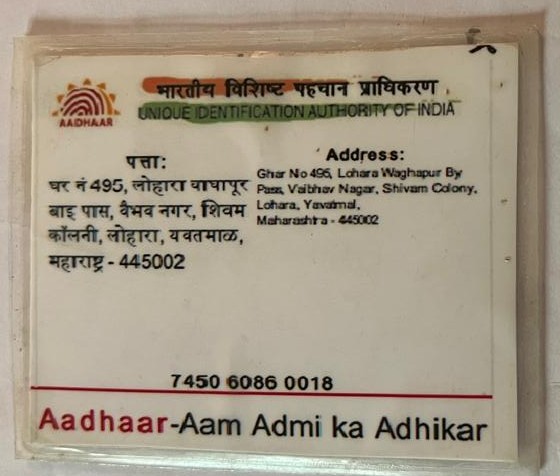 भारतीय विशिष्ट पहचान प्राधिकरण
UNIQUE IDENTIFICATION AUTHORITY OF INDIA
AADHAAR
पत्ता:
घर नं 495, लोहारा वाघापूर
बाइ पास, वैभव नगर, शिवम
कॉलनी, लोहारा, यवतमाळ,
महाराष्ट्र - 445002
Address:
Ghar No 495, Lohara Waghapur By
Pass, Vaibhav Nagar, Shivam Colony,
Lohara, Yavatmal,
Maharashtra - 445002
7450 6086 0018
Aadhaar-Aam Admi ka Adhikar